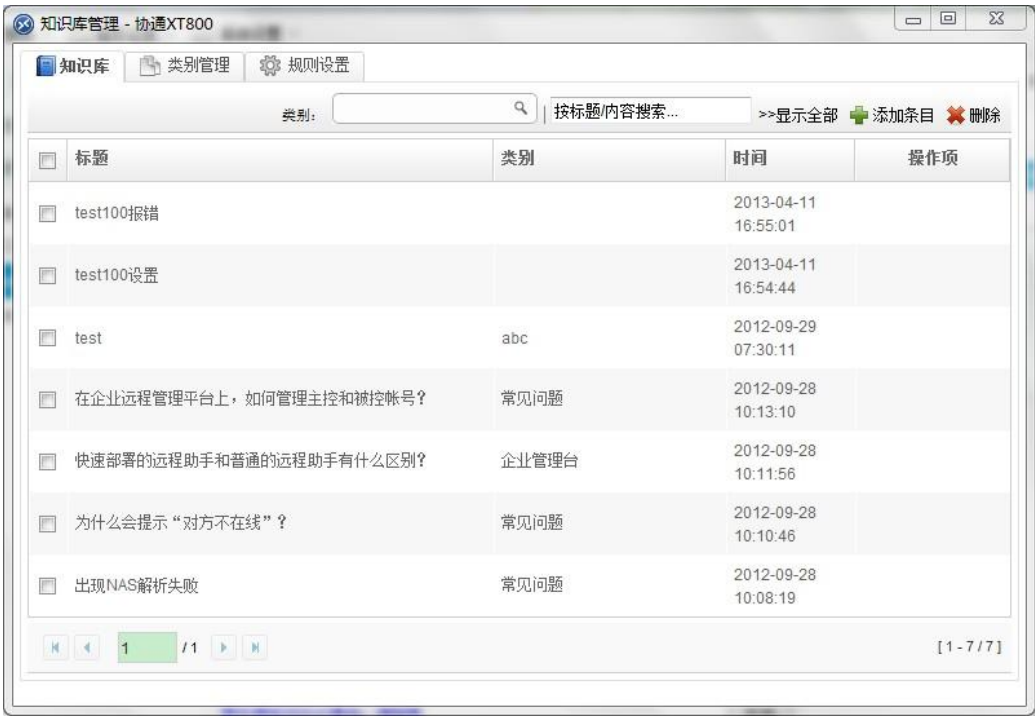 知识库管理 - 协通XT800
知识库 类别管理 规则设置
类别: | 按标题/内容搜索... >>显示全部 添加条目 删除
标题 类别 时间 操作项
test100报错 2013-04-11
16:55:01
test100设置 2013-04-11
16:54:44
test abc 2012-09-29
07:30:11
在企业远程管理平台上，如何管理主控和被控帐号? 常见问题 2012-09-28
10:13:10
快速部署的远程助手和普通的远程助手有什么区别? 企业管理台 2012-09-28
10:11:56
为什么会提示“对方不在线”? 常见问题 2012-09-28
10:10:46
出现NAS解析失败 常见问题 2012-09-28
10:08:19
1 / 1 [ 1 - 7 / 7 ]